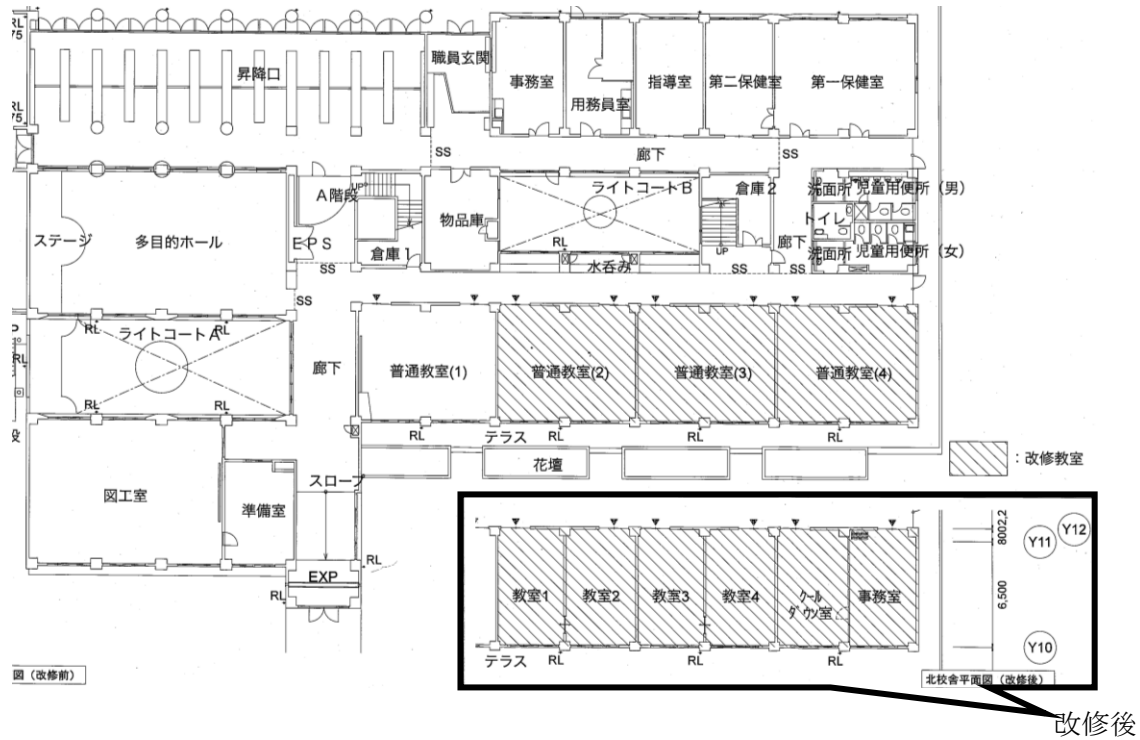 RL
75
昇降口
職員玄関
事務室
用務員室
指導室
第二保健室
第一保健室
RL
75
SS
廊下
SS
A階段
UP
物品庫
ライトコートB
倉庫2
洗面所
児童用便所(男)
ステージ
多目的ホール
EPS
倉庫1
RL
UP
トイレ
廊下
洗面所
児童用便所(女)
水呑み
SS
SS
SS
SS
RL
ライトコートA
RL
RL
廊下
普通教室(1)
普通教室(2)
普通教室(3)
普通教室(4)
RL
RL
RL
テラス
RL
RL
RL
花壇
:改修教室
図工室
準備室
スロープ
EXP
RL
RL
教室1
教室2
教室3
教室4
クールダウン室
事務室
8002,2
Y11
Y12
6,500
Y10
テラス
RL
RL
RL
図(改修前)
北校舎平面図(改修後)
改修後